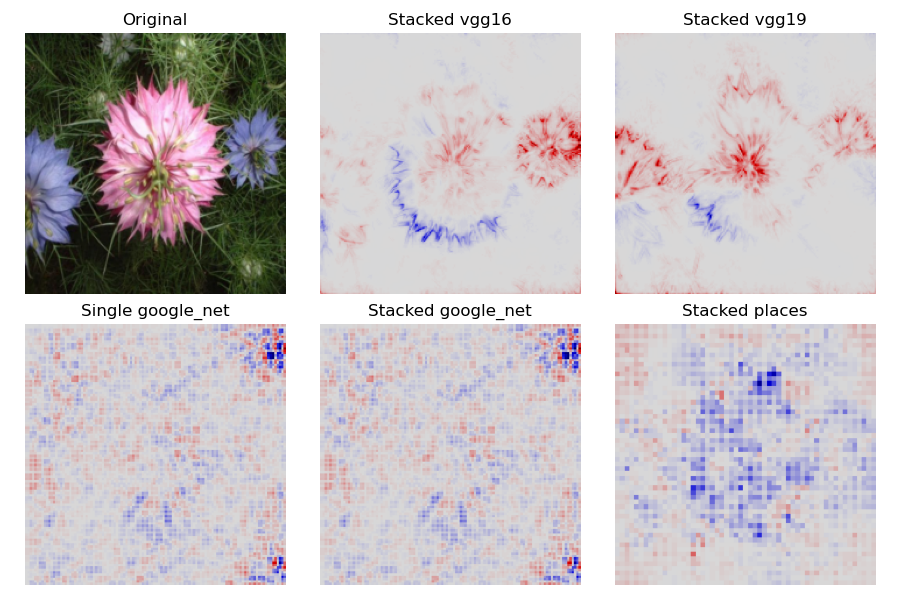 Original
Stacked vgg16
Stacked vgg19
Single google_net
Stacked google_net
Stacked places